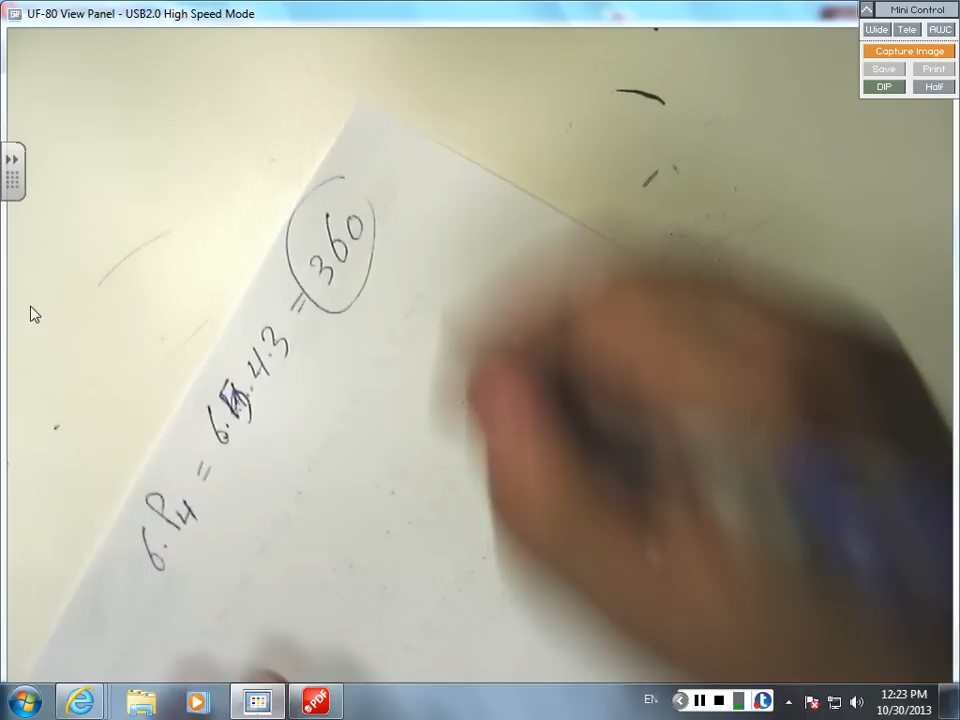 UF-80 View Panel - USB2.0 High Speed Mode
Mini Control
Wide Tele AWC
Capture Image
Save Print
DIP Half
6.P4 = 6.5.4.3 = 360
PDF
EN
12:23 PM
10/30/2013